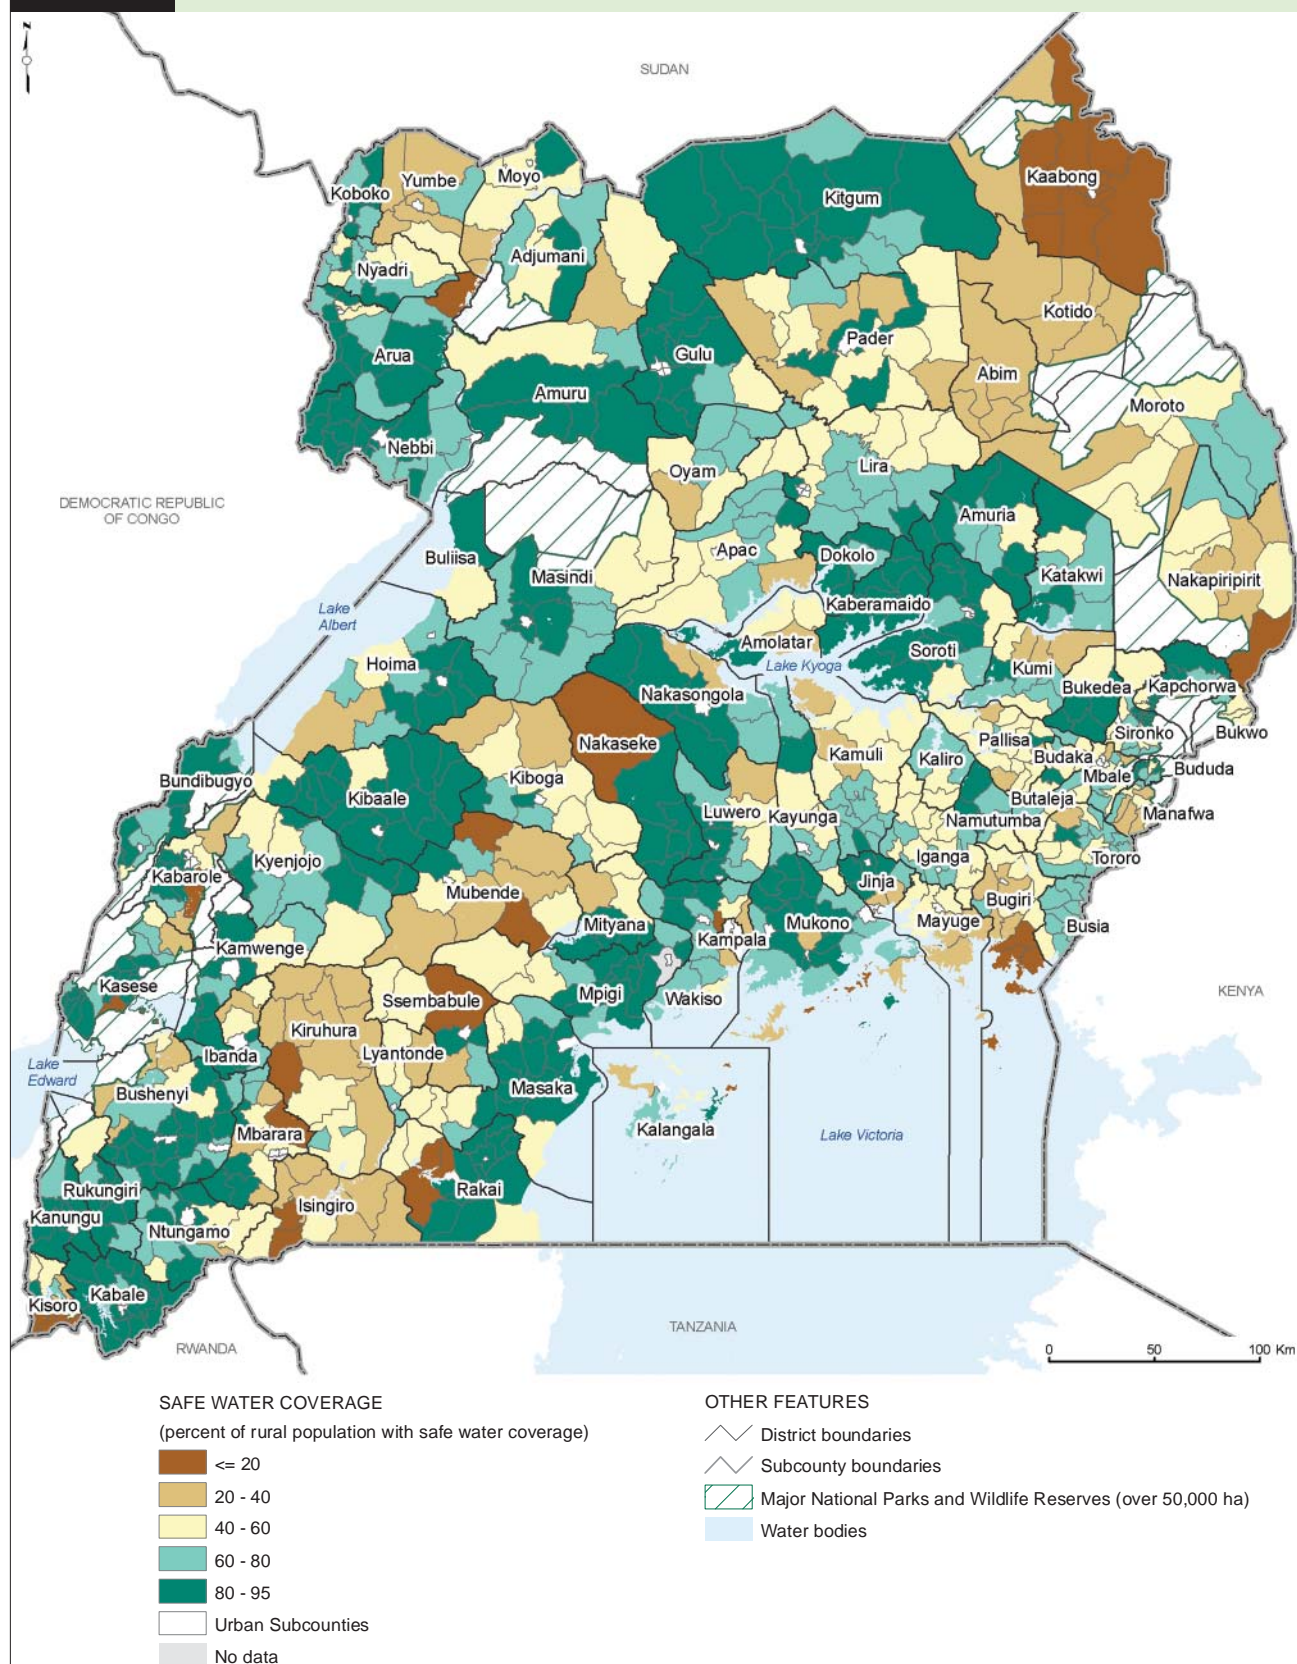 N
SUDAN
Kaabong
Koboko
Yumbe
Moyo
Kitgum
Nyadri
Adjumani
Kotido
Arua
Gulu
Pader
Abim
Amuru
Moroto
Nebbi
Oyam
Lira
DEMOCRATIC REPUBLIC
OF CONGO
Amuria
Buliisa
Masindi
Apac
Dokolo
Katakwi
Nakapiripirit
Lake
Albert
Kaberamaido
Amolatar
Lake Kyoga
Soroti
Hoima
Kumi
Nakasongola
Bukedea
Kapchorwa
Nakaseke
Pallisa
Sironko
Bukwo
Kamuli
Kaliro
Budaka
Bundibugyo
Kiboga
Mbale
Bududa
Kibaale
Butaleja
Luwero
Kayunga
Namutumba
Manafwa
Kyenjojo
Iganga
Tororo
Kabarole
Jinja
Mubende
Bugiri
Mityana
Mukono
Mayuge
Busia
Kampala
Kamwenge
Kasese
Ssembabule
Mpigi
Wakiso
KENYA
Kiruhura
Ibanda
Lyantonde
Lake
Edward
Bushenyi
Masaka
Mbarara
Kalangala
Lake Victoria
Rukungiri
Rakai
Isingiro
Kanungu
Ntungamo
Kabale
Kisoro
TANZANIA
RWANDA
0 50 100 Km
SAFE WATER COVERAGE
(percent of rural population with safe water coverage)
<= 20
20 - 40
40 - 60
60 - 80
80 - 95
Urban Subcounties
No data
OTHER FEATURES
District boundaries
Subcounty boundaries
Major National Parks and Wildlife Reserves (over 50,000 ha)
Water bodies